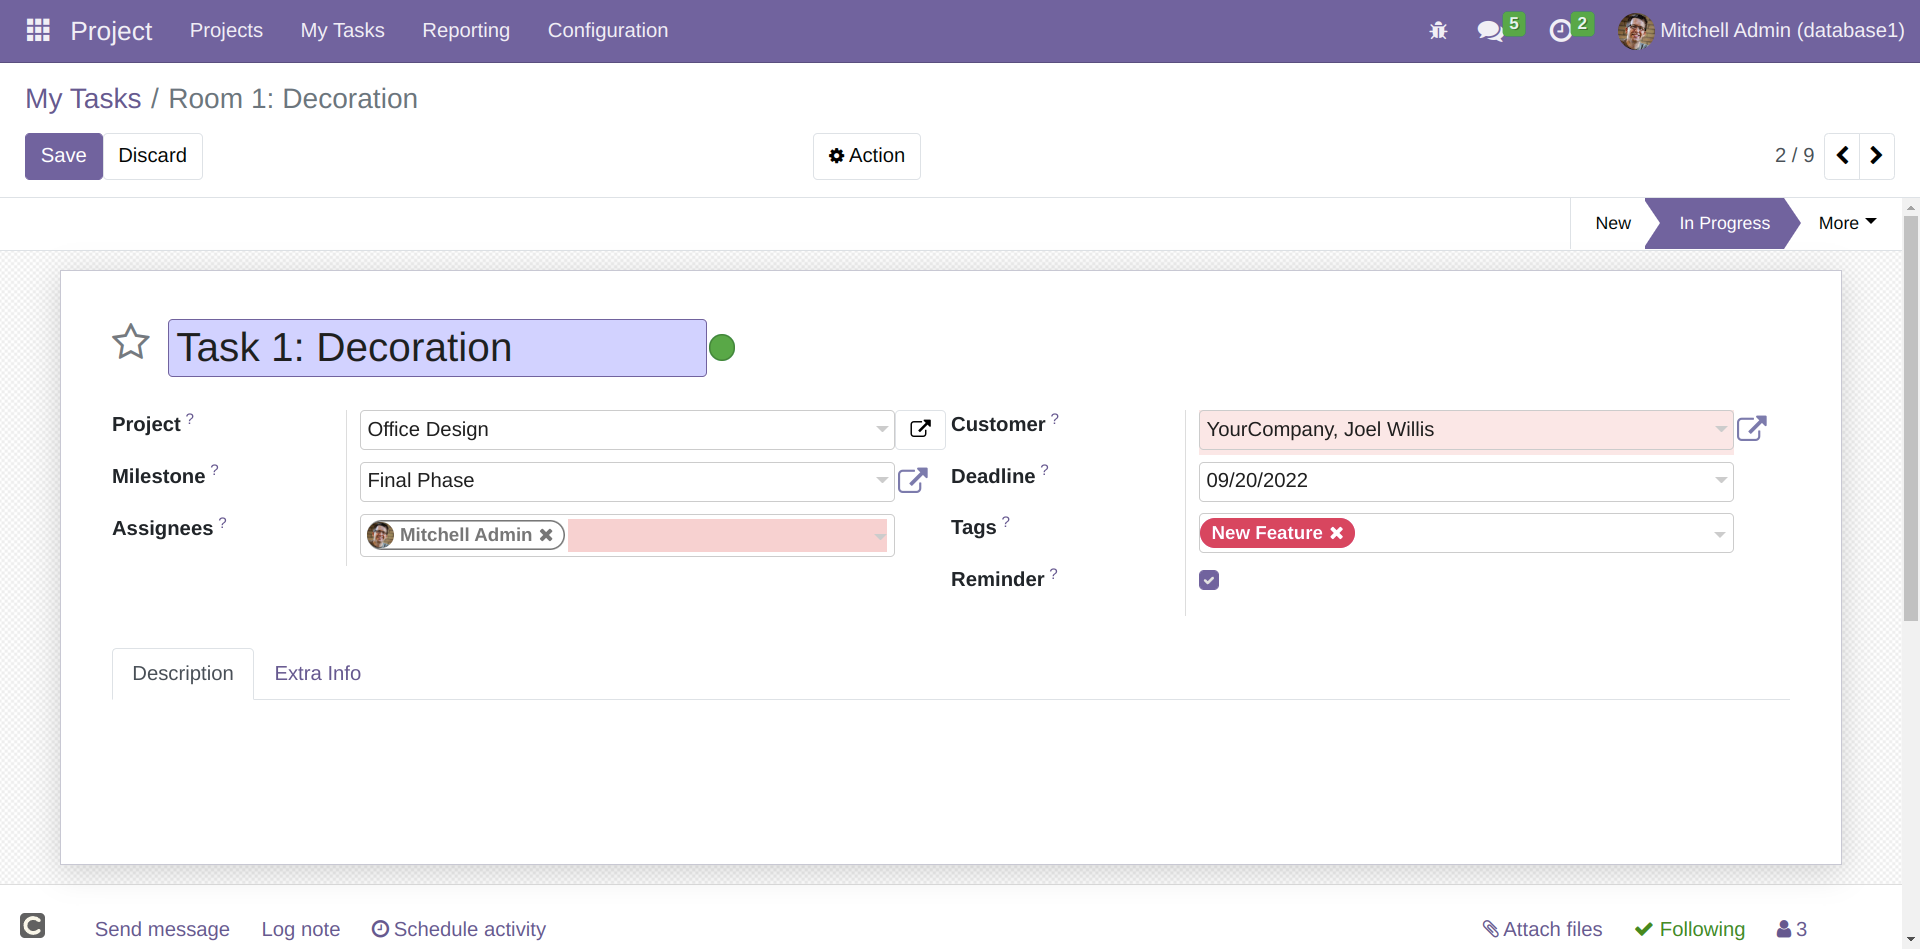 Project Projects My Tasks Reporting Configuration 5 2 Mitchell Admin (database1)
My Tasks / Room 1: Decoration
Save Discard Action 2 / 9
New In Progress More
Task 1: Decoration
Project ? Office Design Customer ? YourCompany, Joel Willis
Milestone ? Final Phase Deadline ? 09/20/2022
Assignees ? Mitchell Admin Tags ? New Feature
Reminder ?
Description Extra Info
C Send message Log note Schedule activity Attach files Following 3